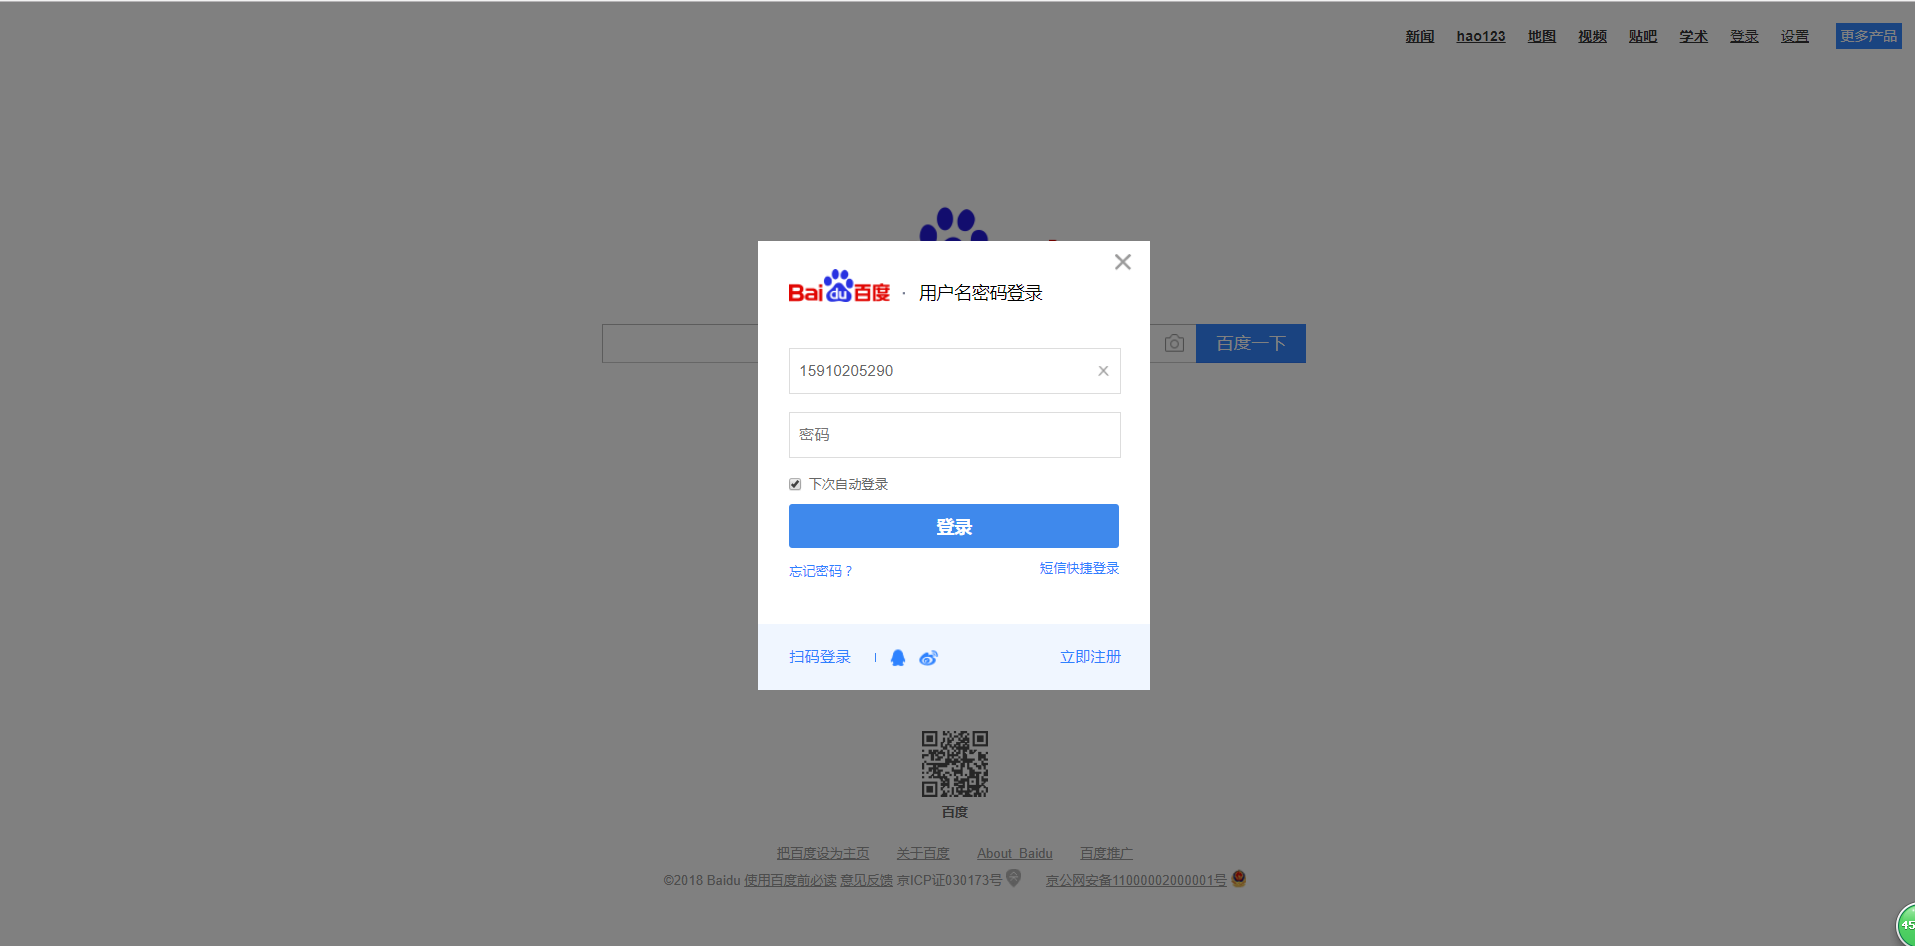 新闻 hao123 地图 视频 贴吧 学术 登录 设置 更多产品
Bai du 百度 · 用户名密码登录
百度一下
15910205290
密码
下次自动登录
登录
忘记密码？ 短信快捷登录
扫码登录 立即注册
百度
把百度设为主页 关于百度 About Baidu 百度推广
©2018 Baidu 使用百度前必读 意见反馈 京ICP证030173号 京公网安备11000002000001号
45